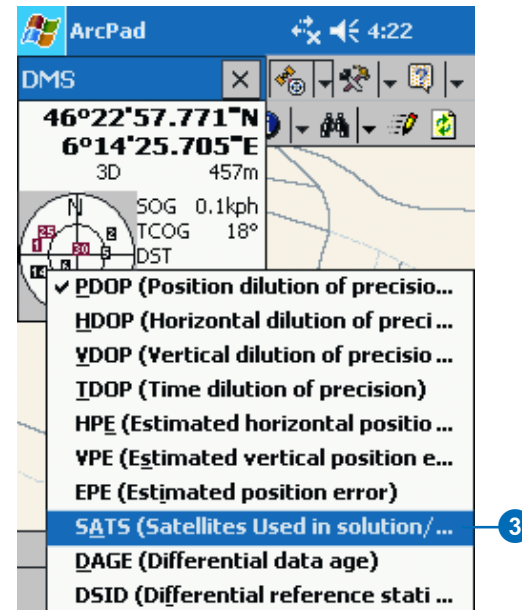 ArcPad 4:22
DMS
46°22'57.771"N
6°14'25.705"E
3D 457m
N SOG 0.1kph
TCOG 18°
DST
PDOP (Position dilution of precisio...
HDOP (Horizontal dilution of preci...
VDOP (Vertical dilution of precisio ...
TDOP (Time dilution of precision)
HPE (Estimated horizontal positio ...
VPE (Estimated vertical position e...
EPE (Estimated position error)
SATS (Satellites Used in solution/... 3
DAGE (Differential data age)
DSID (Differential reference stati ...